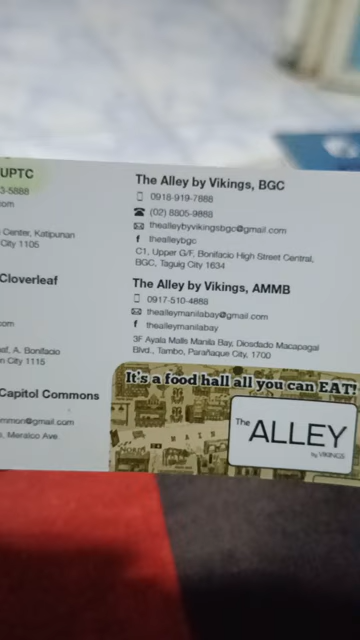 UPTC
3-5888
om
Center, Katipunan
City 1105
Cloverleaf
com
eaf, A. Bonifacio
n City 1115
Capitol Commons
mmon@gmail.com
s, Meralco Ave.
The Alley by Vikings, BGC
0918-919-7888
(02) 8805-9888
thealleybyvikingsbgc@gmail.com
f thealleybgc
C1, Upper G/F, Bonifacio High Street Central,
BGC, Taguig City 1634
The Alley by Vikings, AMMB
0917-510-4888
thealleymanilabay@gmail.com
f thealleymanilabay
3F Ayala Malls Manila Bay, Diosdado Macapagal
Blvd., Tambo, Parañaque City, 1700
It's a food hall all you can EAT!
The
ALLEY
by VIKINGS